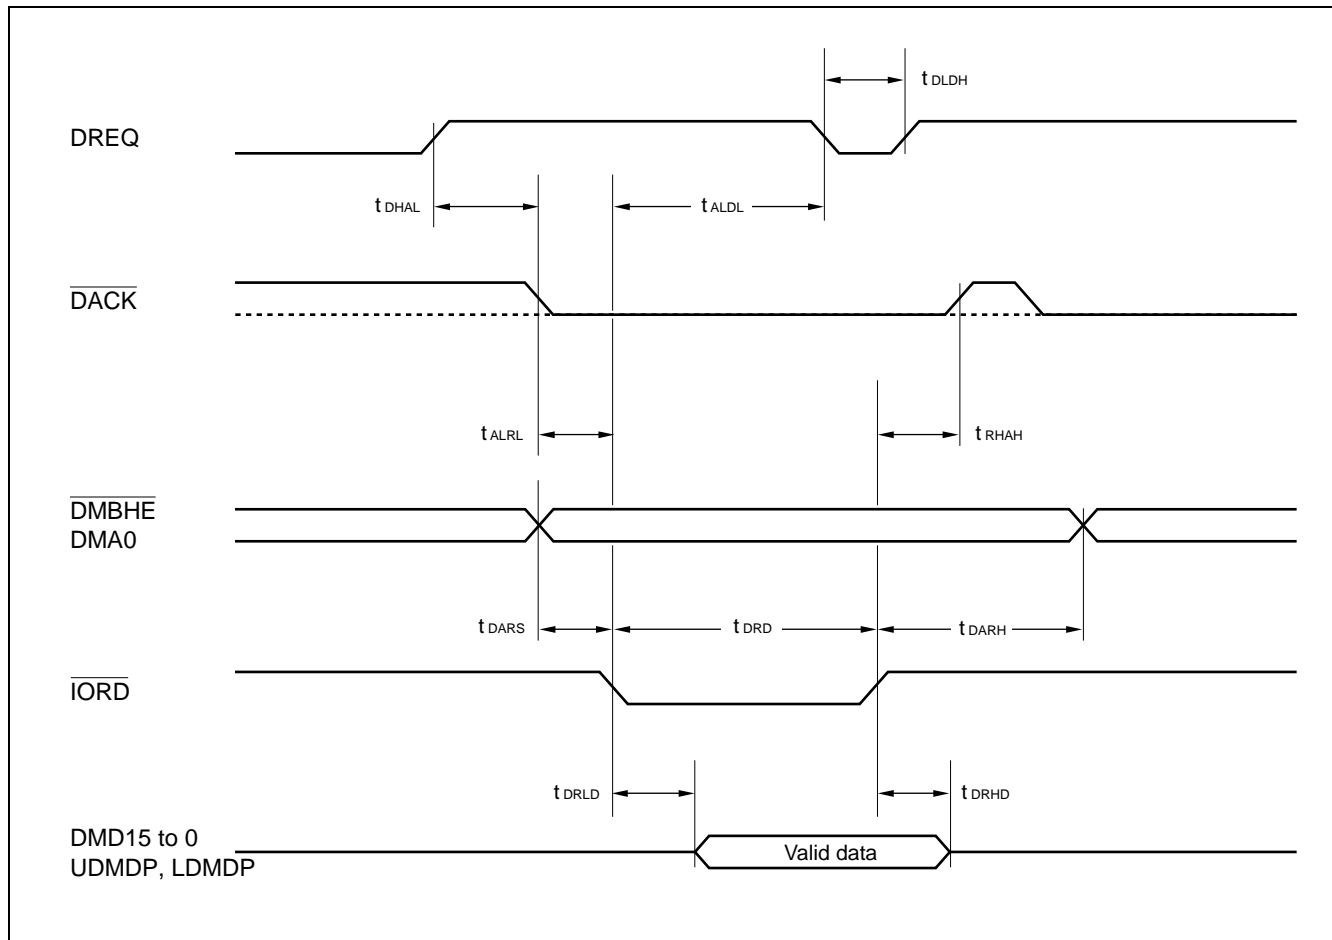 t DLDH
DREQ
t DHAL
t ALDL
DACK
t ALRL
t RHAH
DMBHE
DMA0
t DARS
t DRD
t DARH
IORD
t DRLD
t DRHD
DMD15 to 0
UDMDP, LDMDP
Valid data